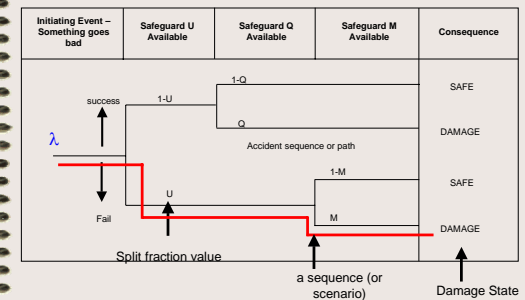 Initiating Event –
Something goes
bad
Safeguard U
Available
Safeguard Q
Available
Safeguard M
Available
Consequence
1-Q
SAFE
success
1-U
Q
DAMAGE
λ
Accident sequence or path
1-M
SAFE
U
Fail
M
DAMAGE
Split fraction value
a sequence (or
scenario)
Damage State